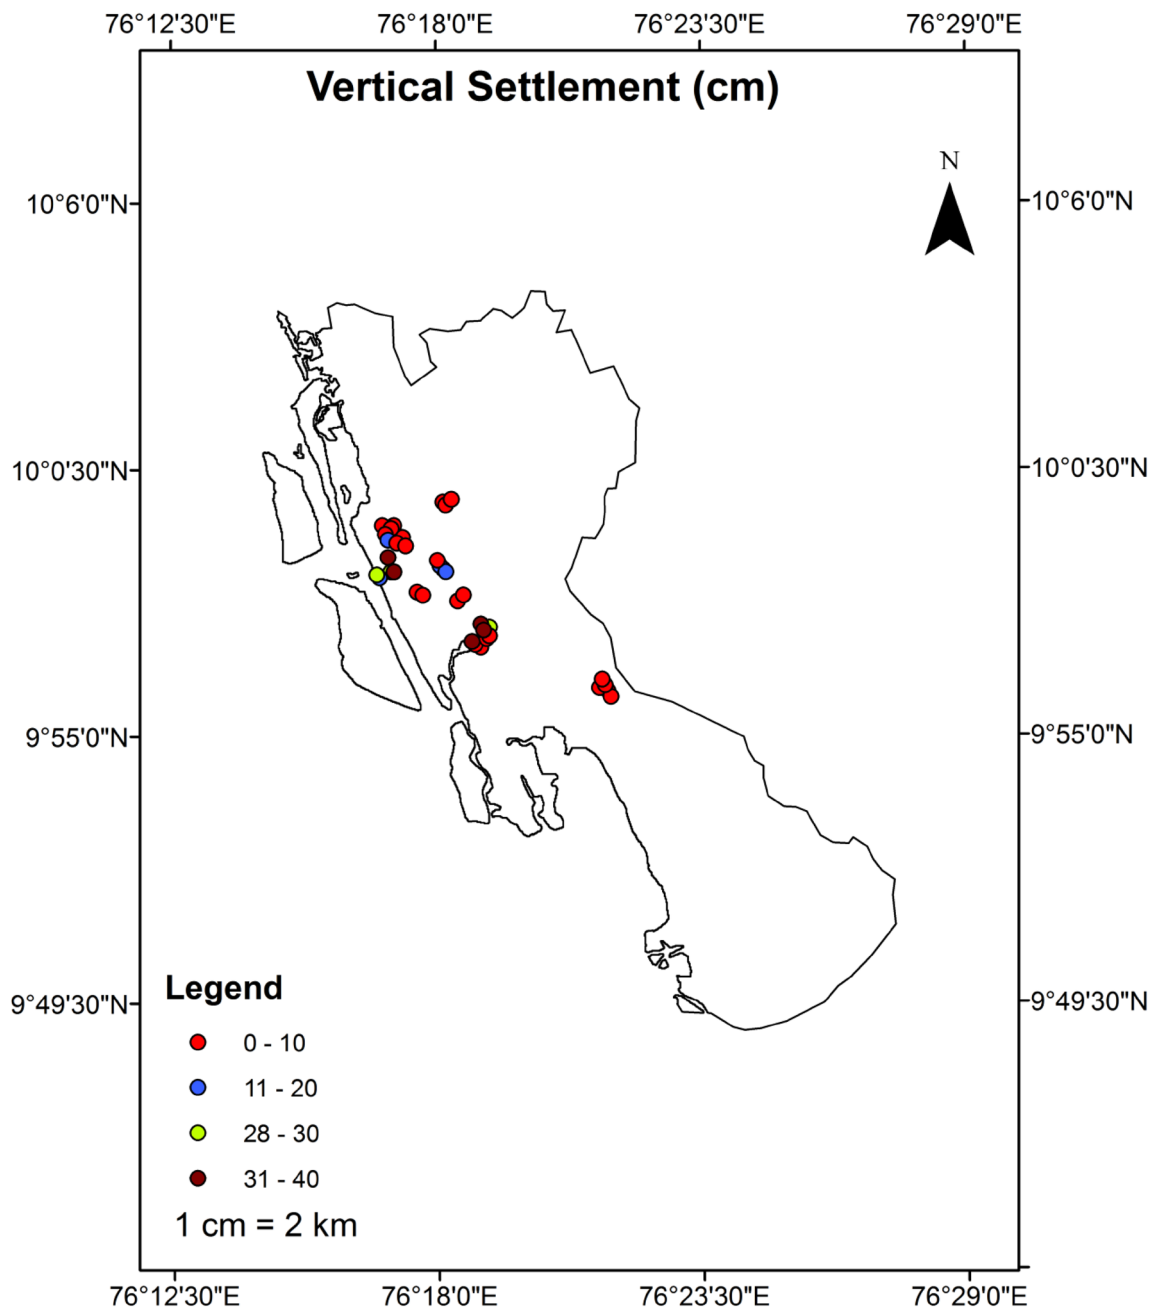 76°12'30"E 76°18'0"E 76°23'30"E 76°29'0"E
Vertical Settlement (cm)
N
10°6'0"N 10°6'0"N
10°0'30"N 10°0'30"N
9°55'0"N 9°55'0"N
9°49'30"N 9°49'30"N
Legend
0 - 10
11 - 20
28 - 30
31 - 40
1 cm = 2 km
76°12'30"E 76°18'0"E 76°23'30"E 76°29'0"E